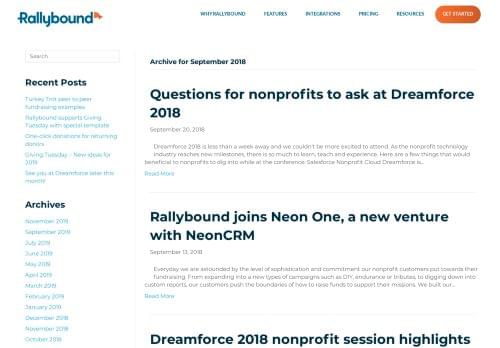 Rallybound
WHY RALLYBOUND
FEATURES
INTEGRATIONS
PRICING
RESOURCES
GET STARTED
Search
Recent Posts
Turkey Trot peer to peer
fundraising examples
Rallybound supports Giving
Tuesday with special template
One-click donations for returning
donors
Giving Tuesday – New ideas for
2019
See you at Dreamforce later this
month!
Archives
November 2019
September 2019
July 2019
June 2019
May 2019
April 2019
March 2019
February 2019
January 2019
December 2018
November 2018
October 2018
Archive for September 2018
Questions for nonprofits to ask at Dreamforce
2018
September 20, 2018
Dreamforce 2018 is less than a week away and we couldn't be more excited to attend. As the nonprofit technology
industry reaches new milestones, there is so much to learn, teach and experience. Here are a few things that would
beneficial to nonprofits to dig into while at the conference: Salesforce Nonprofit Cloud Dreamforce is...
Read More
Rallybound joins Neon One, a new venture
with NeonCRM
September 13, 2018
Everyday we are astounded by the level of sophistication and commitment our nonprofit customers put towards their
fundraising. From expanding into a new types of campaigns such as DIY, endurance or tributes, to digging down into
custom reports, our customers push the boundaries of how to raise funds to support their missions. We built our...
Read More
Dreamforce 2018 nonprofit session highlights